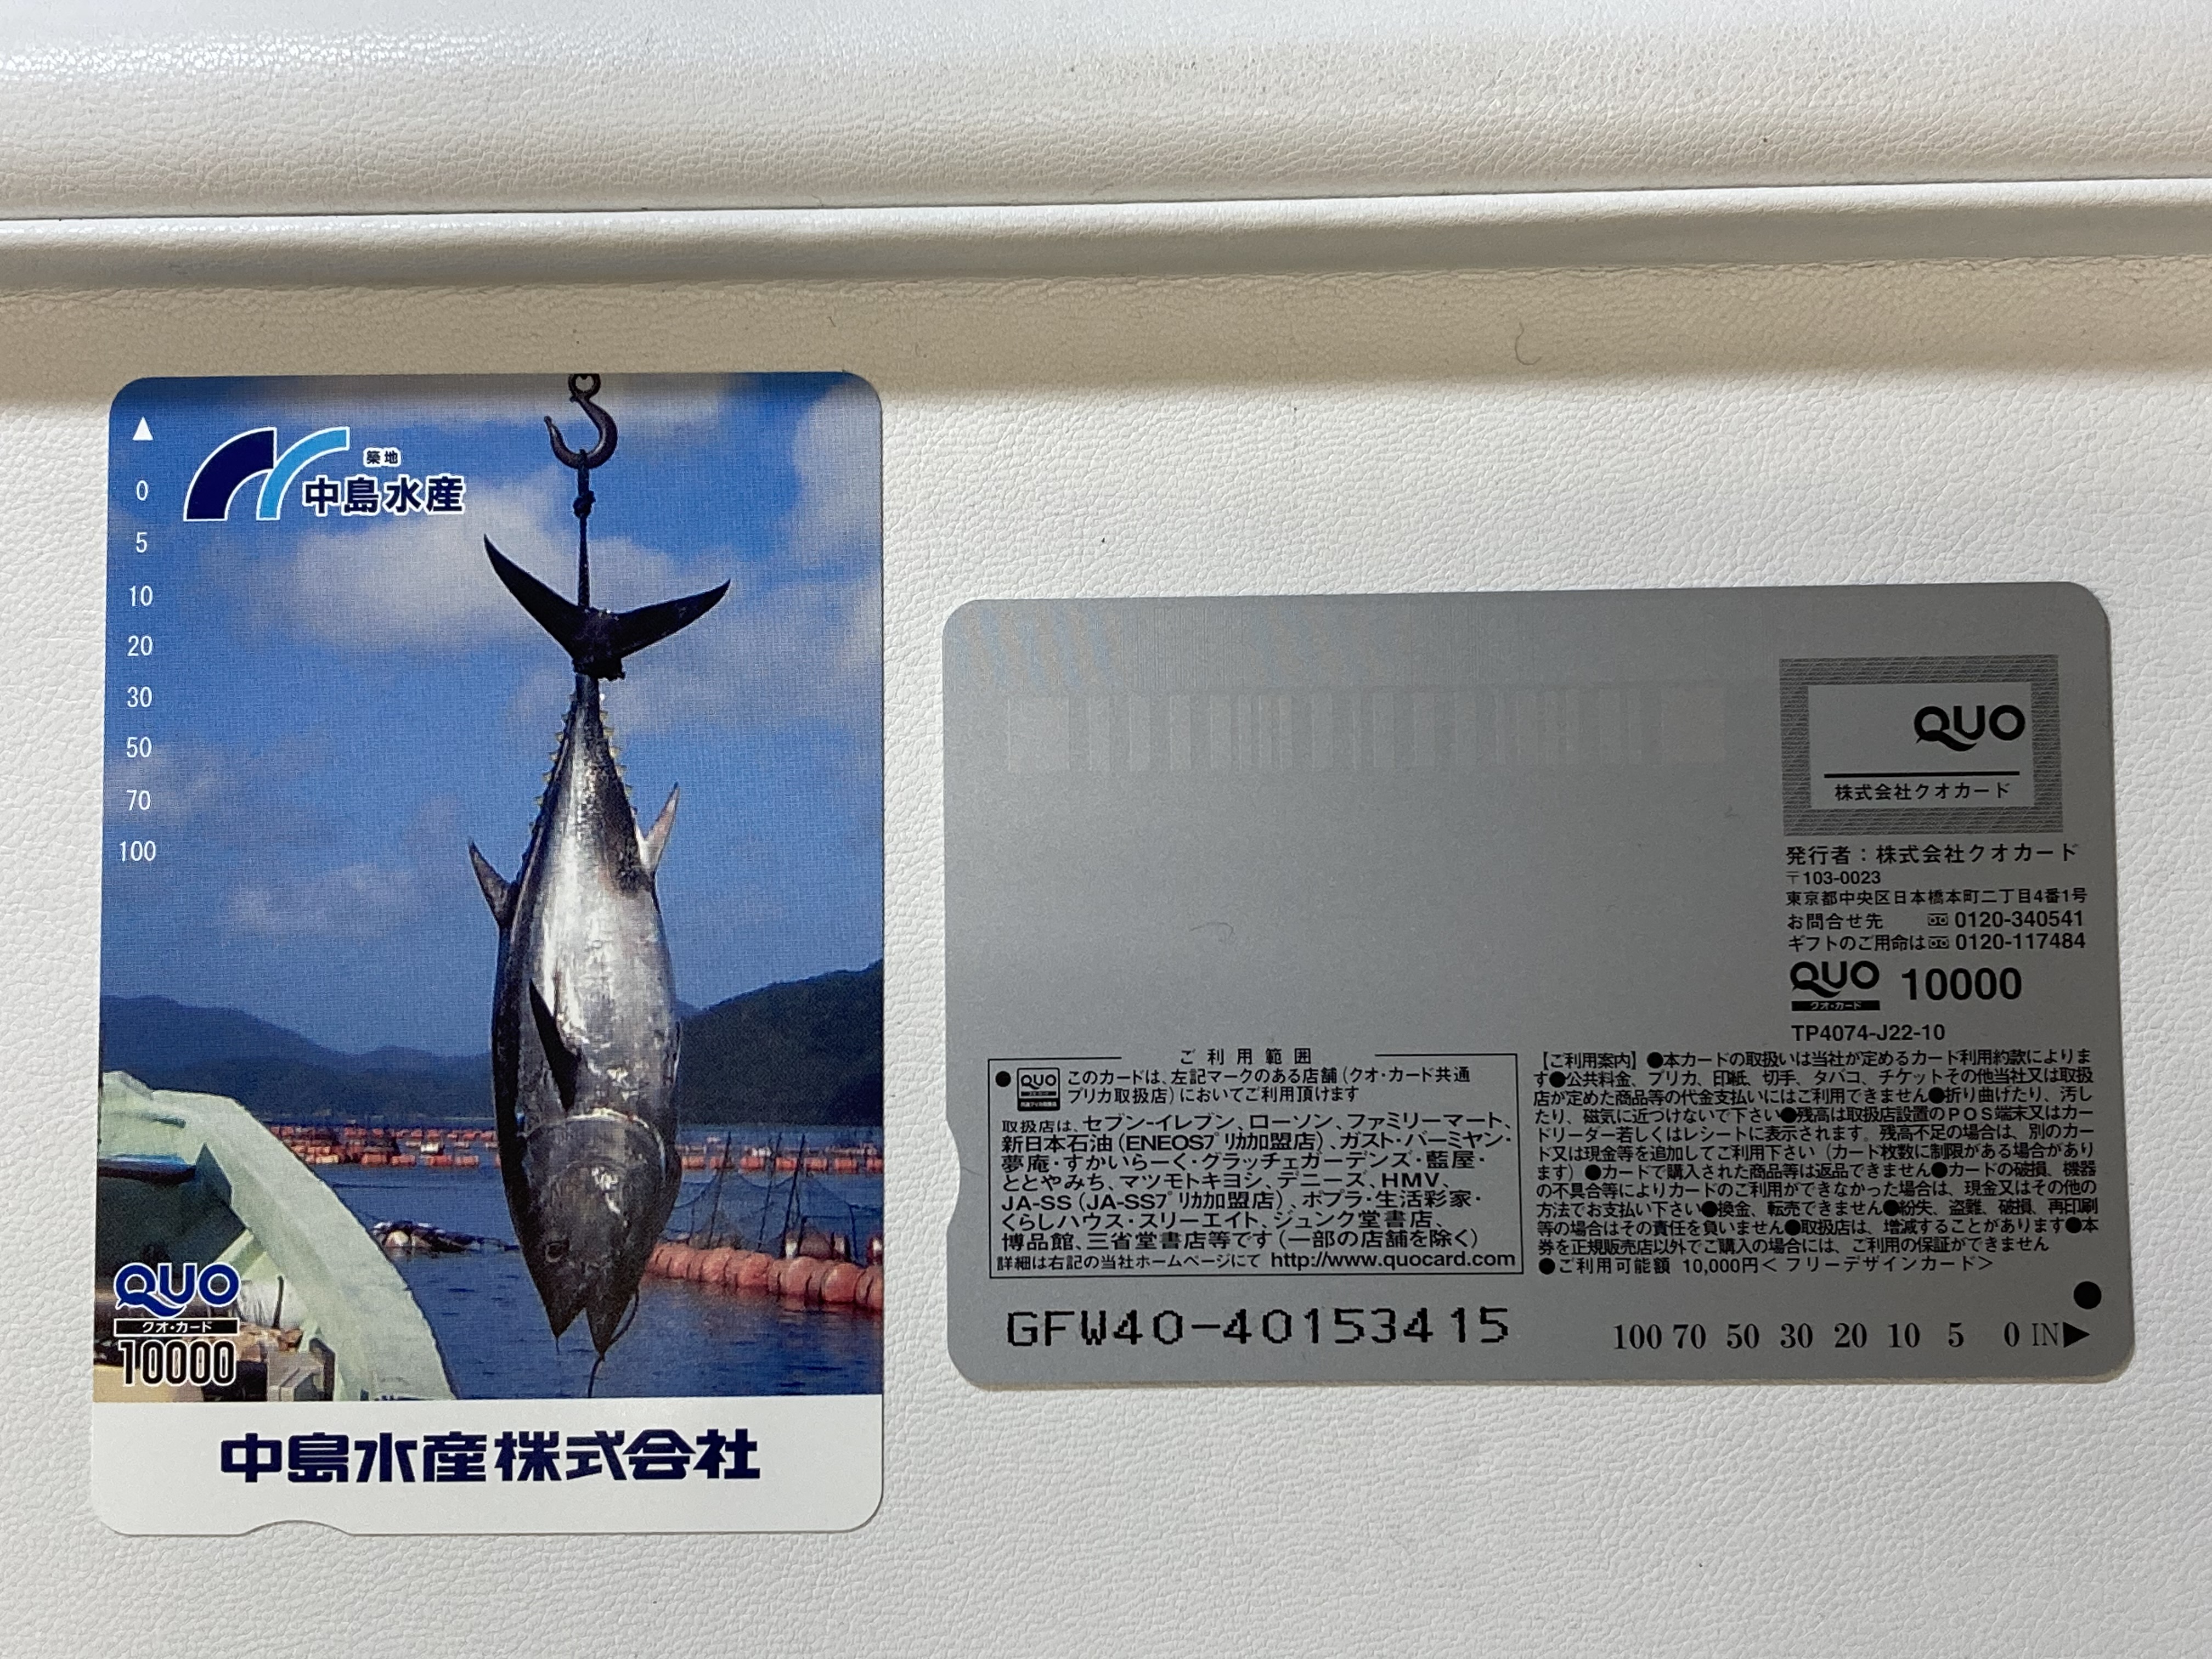 築地
中島水産
0
5
10
20
30
50
70
100
QUO
クオ・カード
10000
中島水産株式会社
QUO
株式会社クオカード
発行者：株式会社クオカード
〒103-0023
東京都中央区日本橋本町二丁目4番1号
お問合せ先 0120-340541
ギフトのご用命は 0120-117484
QUO 10000
クオ・カード
TP4074-J22-10
ご利用範囲
●QUO このカードは、左記マークのある店舗（クオ・カード共通
プリカ取扱店）においてご利用頂けます
取扱店は、セブン-イレブン、ローソン、ファミリーマート、
新日本石油（ENEOSプリカ加盟店）、ガスト・バーミヤン・
夢庵・すかいらーく・グラッチェガーデンズ・藍屋・
ととやみち、マツモトキヨシ、デニーズ、HMV、
JA-SS（JA-SSプリカ加盟店）、ポプラ・生活彩家・
くらしハウス・スリーエイト、ジュンク堂書店、
博品館、三省堂書店等です（一部の店舗を除く）
詳細は右記の当社ホームページにて http://www.quocard.com
【ご利用案内】●本カードの取扱いは当社が定めるカード利用約款によりま
す●公共料金、プリカ、印紙、切手、タバコ、チケットその他当社又は取扱
店が定めた商品等の代金支払いにはご利用できません●折り曲げたり、汚し
たり、磁気に近づけないで下さい●残高は取扱店設置のＰＯＳ端末又はカー
ドリーダー若しくはレシートに表示されます。残高不足の場合は、別のカー
ド又は現金等を追加してご利用下さい（カード枚数に制限がある場合があり
ます）●カードで購入された商品等は返品できません●カードの破損、機器
の不具合等によりカードのご利用ができなかった場合は、現金又はその他の
方法でお支払い下さい●換金、転売できません●紛失、盗難、破損、再印刷
等の場合はその責任を負いません●取扱店は、増減することがあります●本
券を正規販売店以外でご購入の場合には、ご利用の保証ができません
●ご利用可能額 10,000円＜フリーデザインカード＞
GFW40-40153415
100 70 50 30 20 10 5 0 IN▶